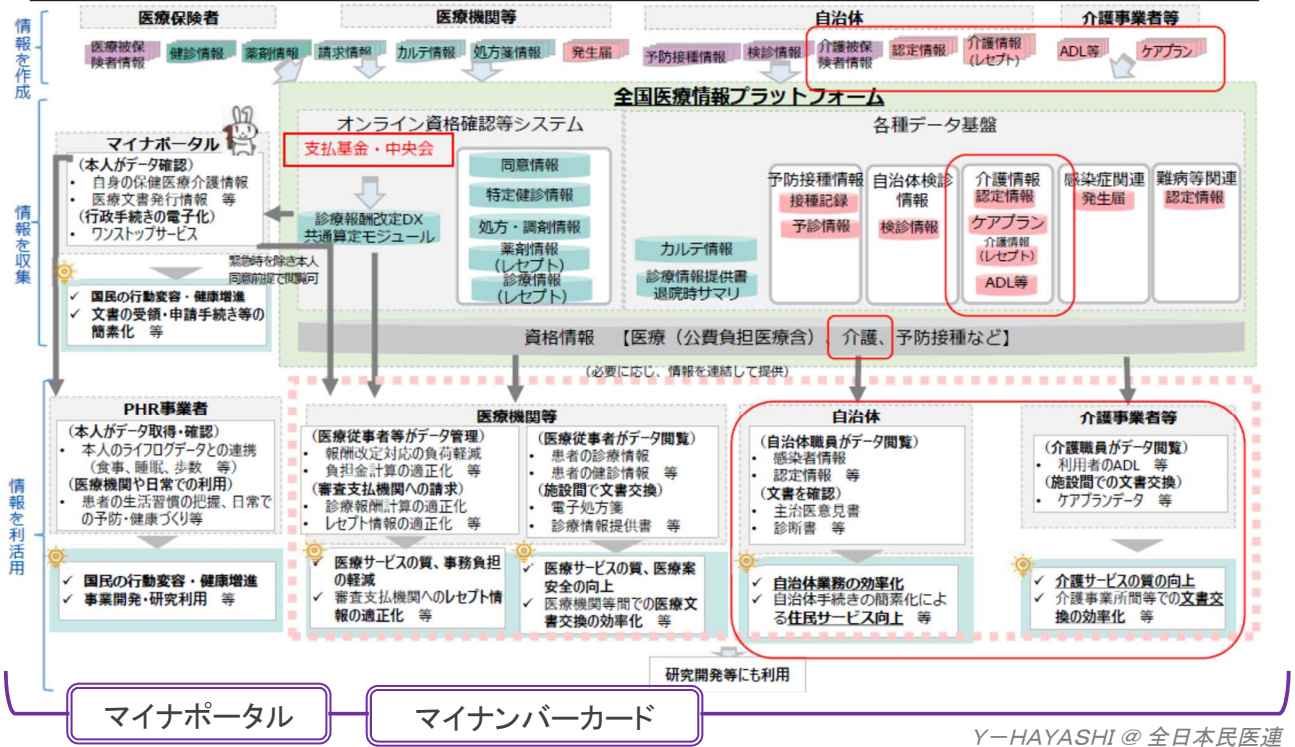 情報を作成
医療保険者
医療被保険者情報
健診情報
薬剤情報
医療機関等
請求情報
カルテ情報
処方箋情報
発生届
自治体
予防接種情報
検診情報
介護被保険者情報
認定情報
介護情報
(レセプト)
介護事業者等
ADL等
ケアプラン
情報を収集
全国医療情報プラットフォーム
マイナポータル
(本人がデータ確認)
・ 自身の保健医療介護情報
・ 医療文書発行情報 等
(行政手続きの電子化)
・ ワンストップサービス
✓ 国民の行動変容・健康増進
✓ 文書の受領・申請手続き等の
簡素化 等
緊急時を除き本人
同意前提で閲覧可
オンライン資格確認等システム
支払基金・中央会
診療報酬改定DX
共通算定モジュール
同意情報
特定健診情報
処方・調剤情報
薬剤情報
(レセプト)
診療情報
(レセプト)
各種データ基盤
カルテ情報
診療情報提供書
退院時サマリ
予防接種情報
接種記録
予診情報
自治体検診
情報
検診情報
介護情報
認定情報
ケアプラン
介護情報
(レセプト)
ADL等
感染症関連
発生届
難病等関連
認定情報
資格情報 【医療(公費負担医療含)、介護、予防接種など】
(必要に応じ、情報を連結して提供)
情報を利活用
PHR事業者
(本人がデータ取得・確認)
・ 本人のライフログデータとの連携
(食事、睡眠、歩数 等)
(医療機関や日常での利用)
・ 患者の生活習慣の把握、日常で
の予防・健康づくり等
✓ 国民の行動変容・健康増進
✓ 事業開発・研究利用 等
医療機関等
(医療従事者等がデータ管理)
・ 報酬改定対応の負荷軽減
・ 負担金計算の適正化 等
(審査支払機関への請求)
・ 診療報酬計算の適正化
・ レセプト情報の適正化 等
(医療従事者がデータ閲覧)
・ 患者の診療情報
・ 患者の健診情報 等
(施設間で文書交換)
・ 電子処方箋
・ 診療情報提供書 等
✓ 医療サービスの質、事務負担
の軽減
✓ 審査支払機関へのレセプト情
報の適正化 等
✓ 医療サービスの質、医療案
安全の向上
✓ 医療機関等間での医療文
書交換の効率化 等
自治体
(自治体職員がデータ閲覧)
・ 感染者情報
・ 認定情報 等
(文書を確認)
・ 主治医意見書
・ 診断書 等
✓ 自治体業務の効率化
✓ 自治体手続きの簡素化によ
る住民サービス向上 等
介護事業者等
(介護職員がデータ閲覧)
・ 利用者のADL 等
(施設間での文書交換)
・ ケアプランデータ 等
✓ 介護サービスの質の向上
✓ 介護事業所間等での文書交
換の効率化 等
研究開発等にも利用
マイナポータル
マイナンバーカード
Y-HAYASHI@全日本民医連